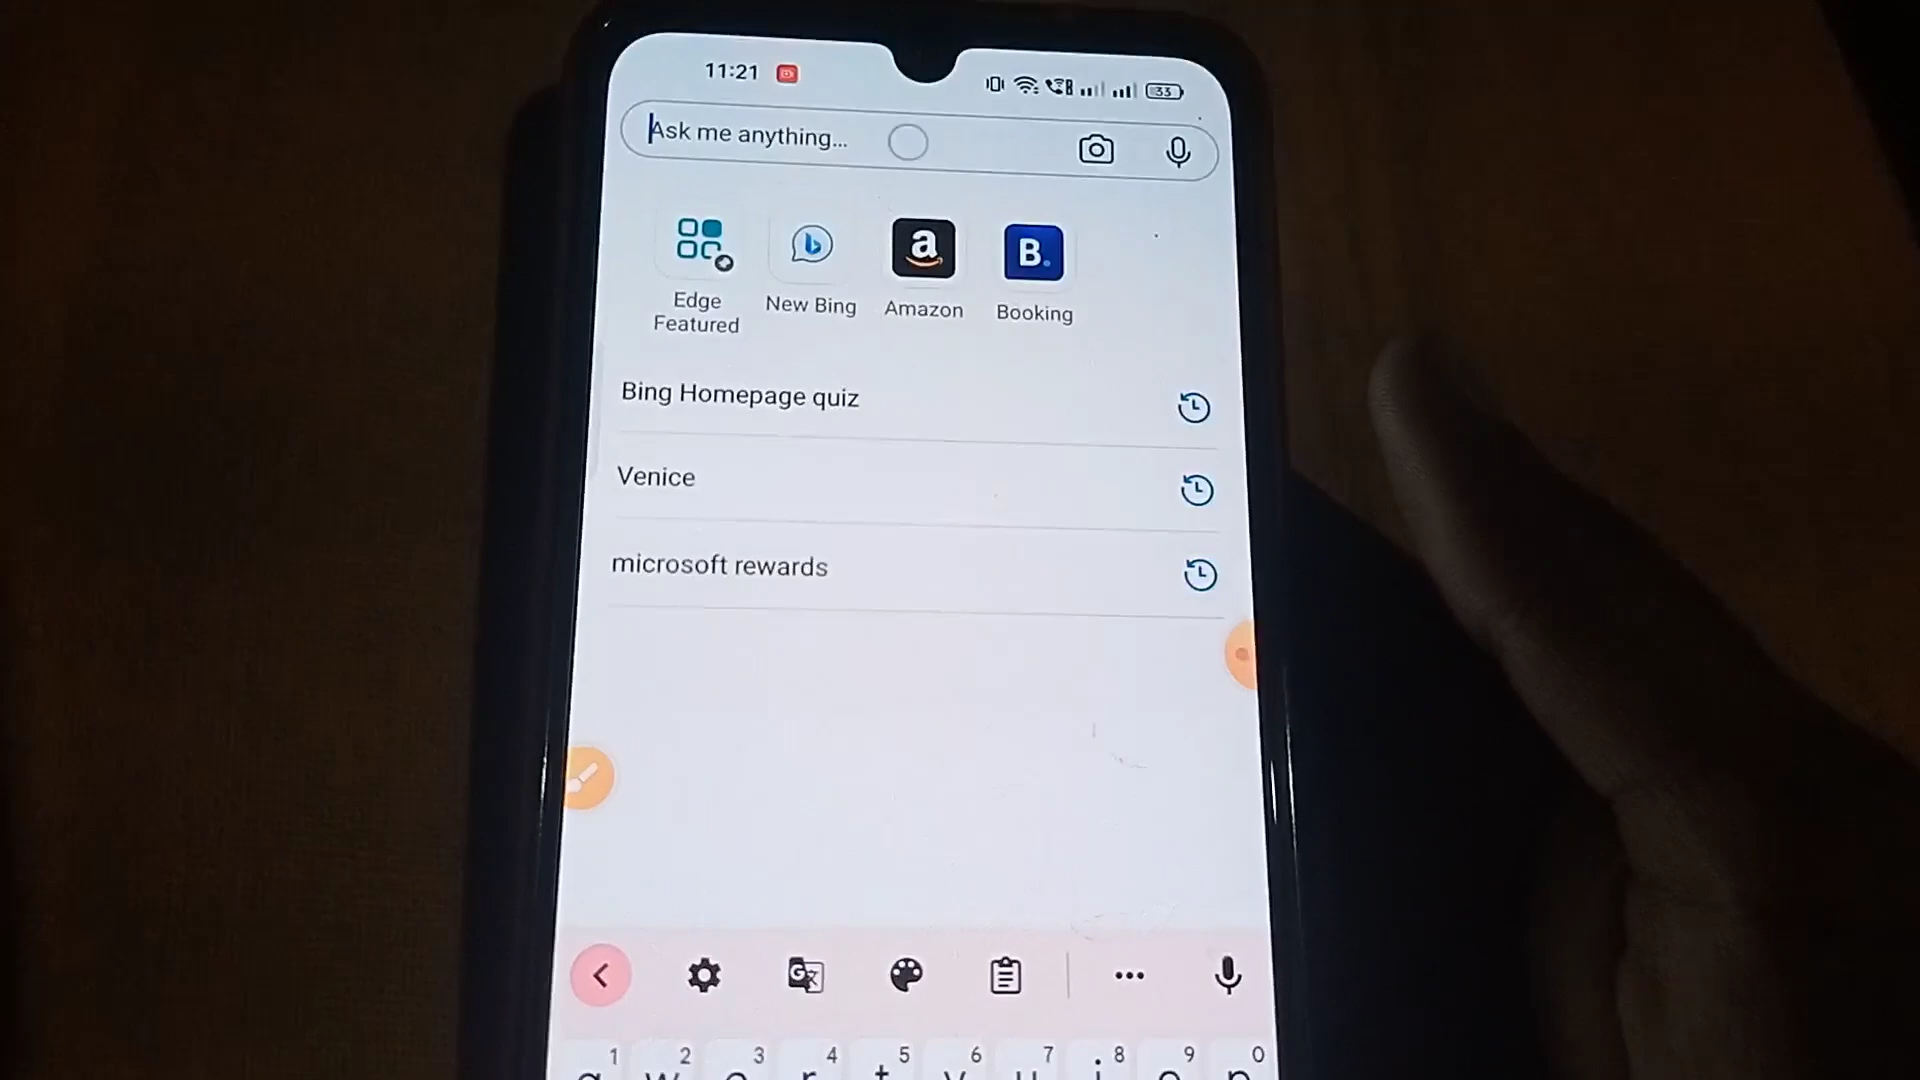 11:21
33
Ask me anything...
Edge Featured
New Bing
Amazon
Booking
Bing Homepage quiz
Venice
microsoft rewards
1 2 3 4 5 6 7 8 9 0